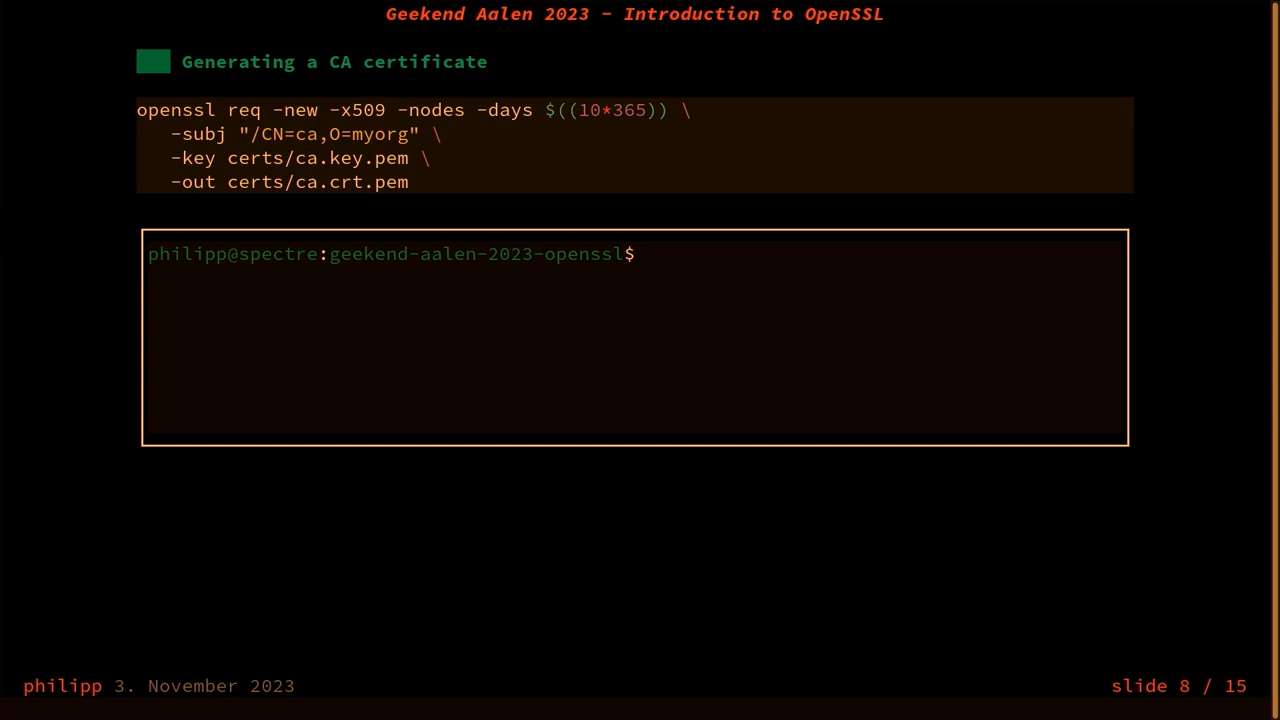 Geekend Aalen 2023 - Introduction to OpenSSL
Generating a CA certificate
openssl req -new -x509 -nodes -days $((10*365)) \
   -subj "/CN=ca,O=myorg" \
   -key certs/ca.key.pem \
   -out certs/ca.crt.pem
philipp@spectre:geekend-aalen-2023-openssl$
philipp 3. November 2023
slide 8 / 15